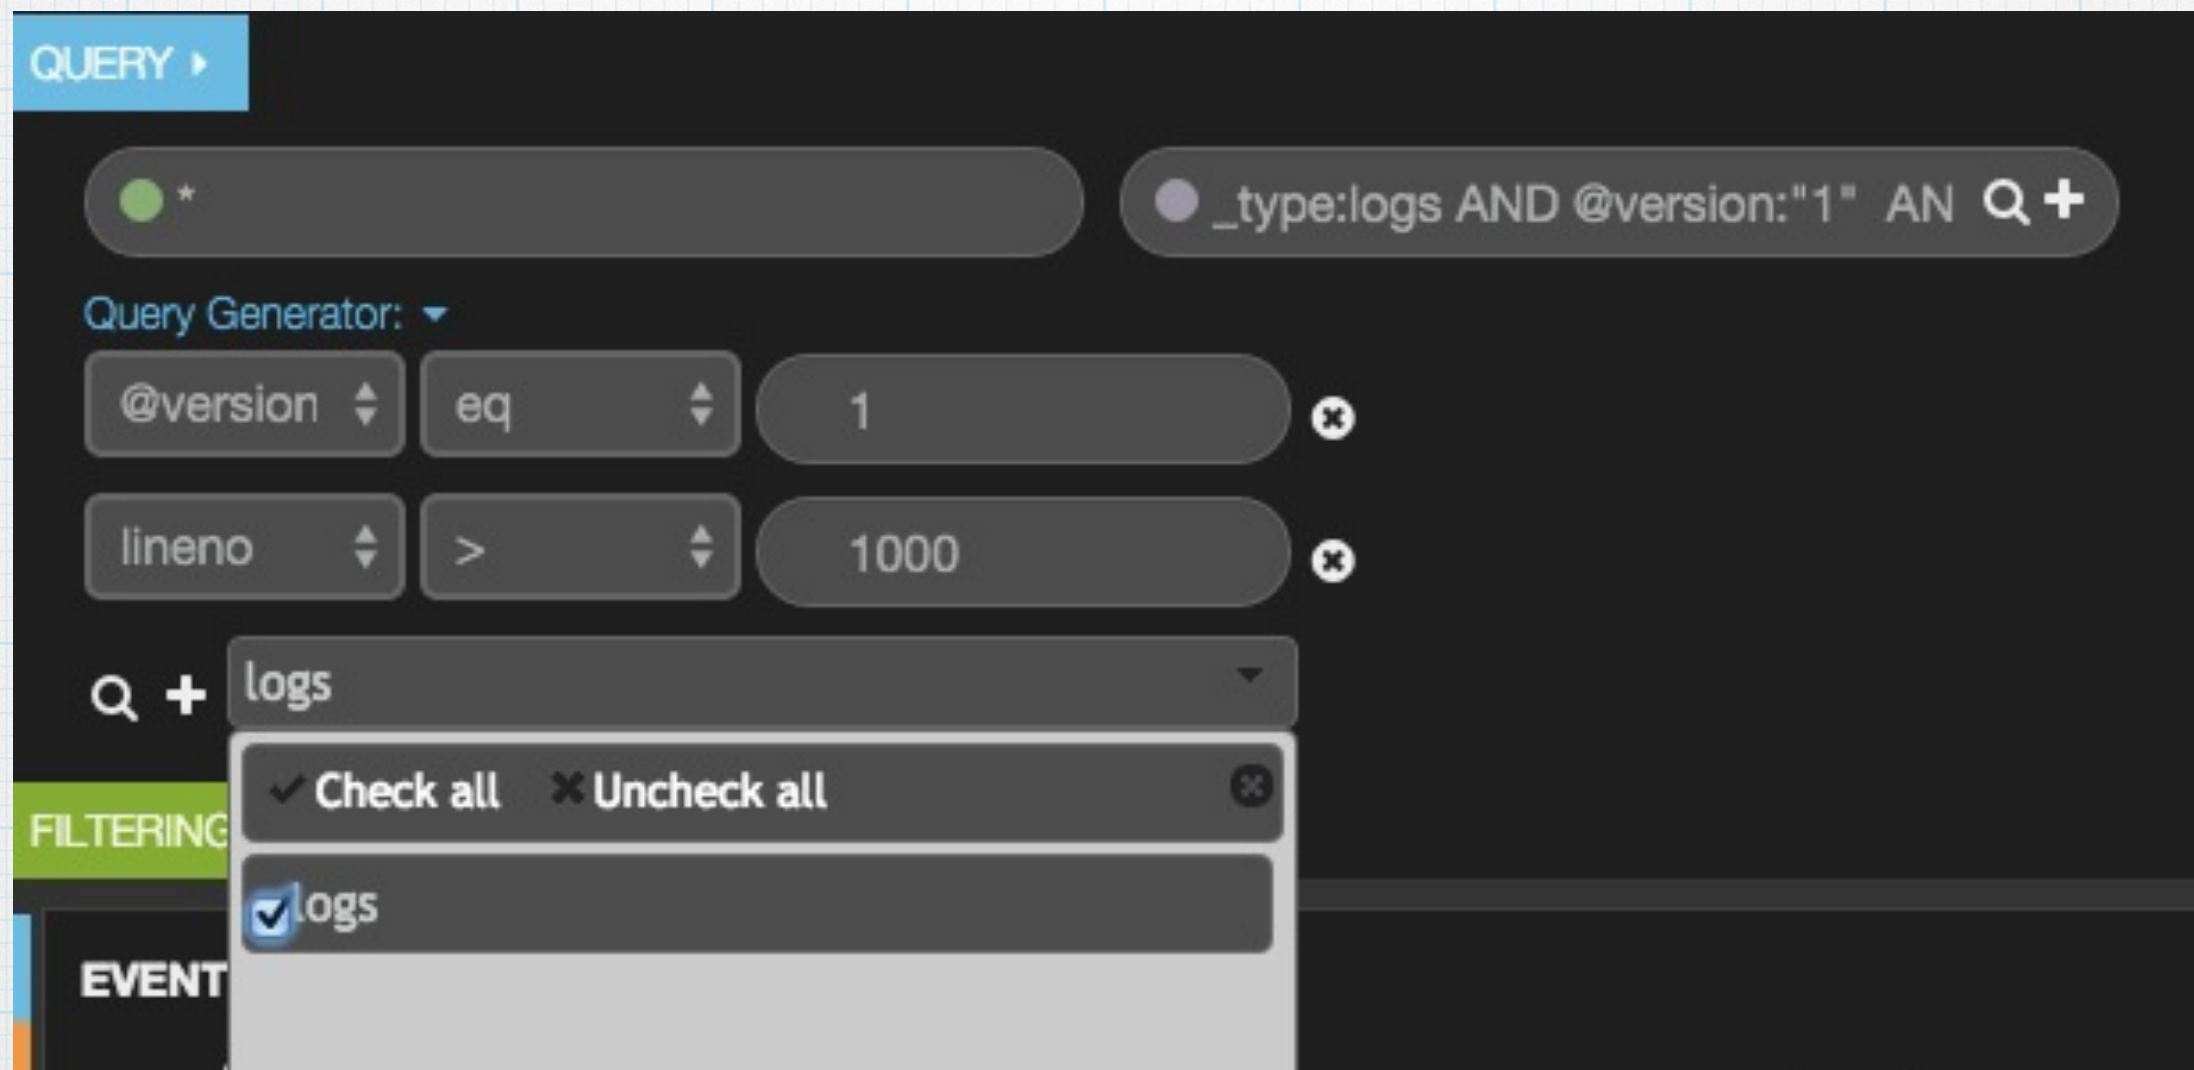 QUERY
* _type:logs AND @version:"1" AN
Query Generator:
@version eq 1
lineno > 1000
logs
Check all Uncheck all
FILTERING
logs
EVENT